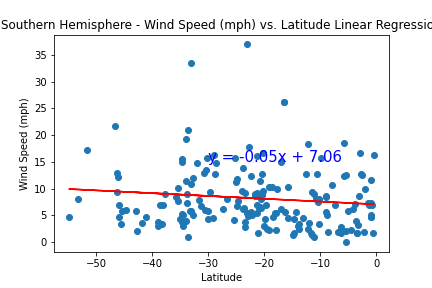 Southern Hemisphere - Wind Speed (mph) vs. Latitude Linear Regressio
35
30
25
20
15
10
5
0
Wind Speed (mph)
y = -0.05x + 7.06
−50 −40 −30 −20 −10 0
Latitude